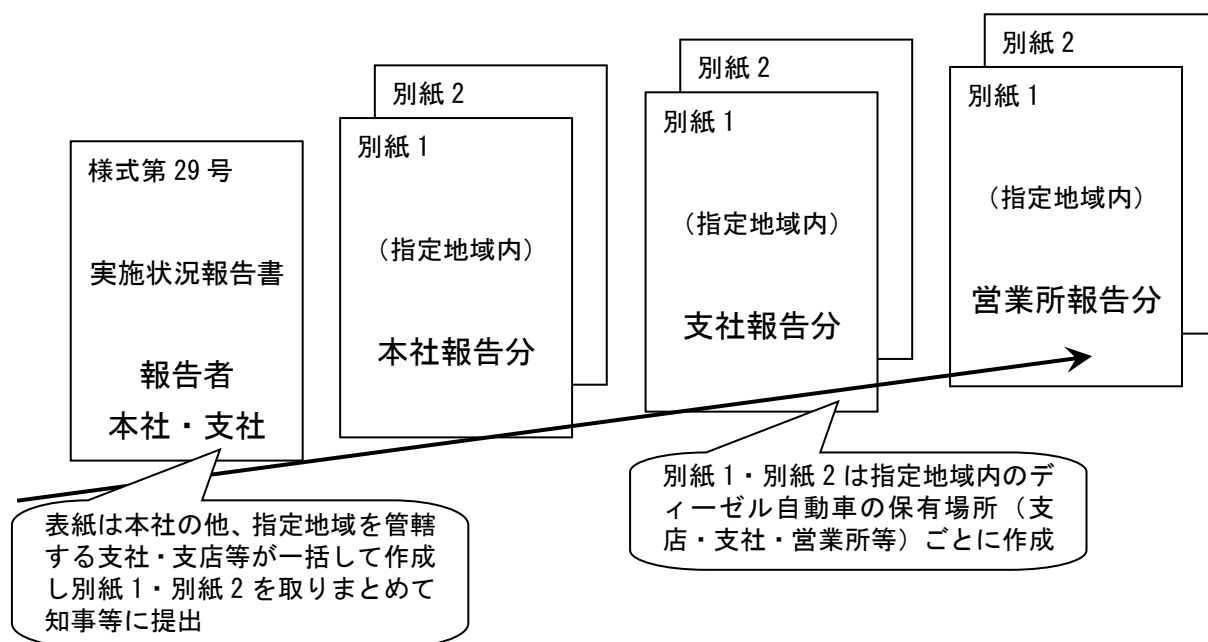 様式第 29 号
実施状況報告書
報告者
本社・支社
別紙 2
別紙 1
（指定地域内）
本社報告分
別紙 2
別紙 1
（指定地域内）
支社報告分
別紙 2
別紙 1
（指定地域内）
営業所報告分
表紙は本社の他、指定地域を管轄
する支社・支店等が一括して作成
し別紙 1・別紙 2 を取りまとめて
知事等に提出
別紙 1・別紙 2 は指定地域内のデ
ィーゼル自動車の保有場所（支
店・支社・営業所等）ごとに作成